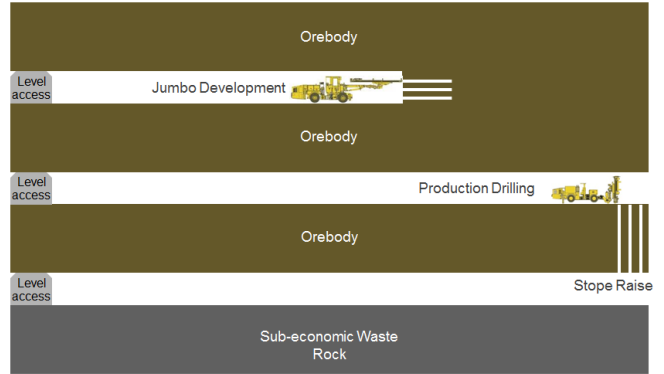 Orebody
Level
access
Jumbo Development
Orebody
Level
access
Production Drilling
Orebody
Level
access
Stope Raise
Sub-economic Waste
Rock